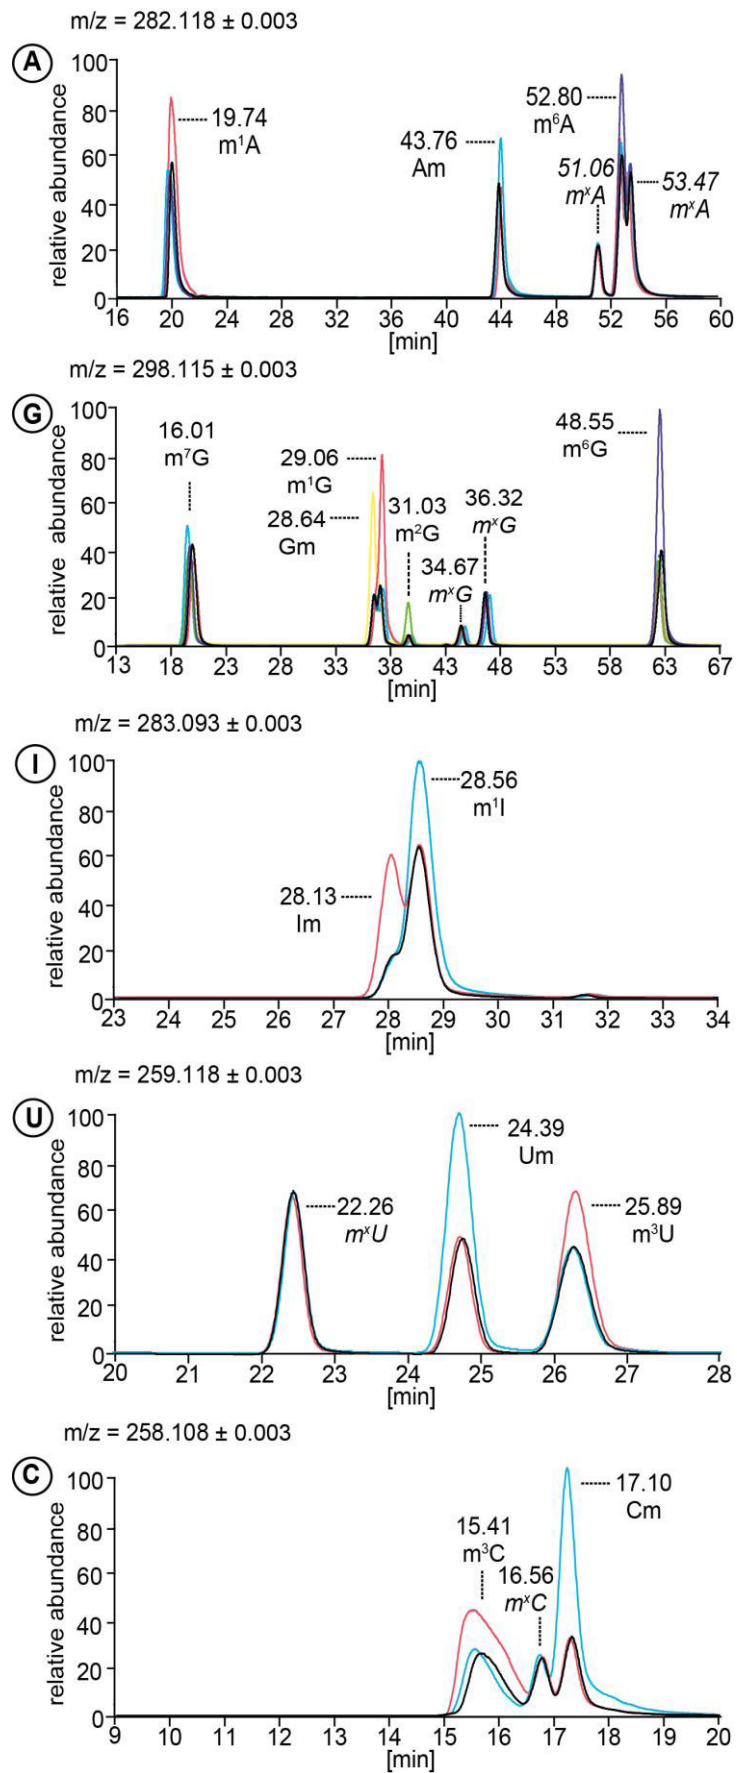 m/z = 282.118 ± 0.003
A
relative abundance
100
80
60
40
20
0
19.74
m¹A
43.76
Am
52.80
m⁶A
51.06
mˣA
53.47
mˣA
16 20 24 28 32 36 40 44 48 52 56 60
[min]
m/z = 298.115 ± 0.003
G
relative abundance
100
80
60
40
20
0
16.01
m⁷G
29.06
m¹G
28.64
Gm
31.03
m²G
34.67
mˣG
36.32
mˣG
48.55
m⁶G
13 18 23 28 33 38 43 48 53 58 63 67
[min]
m/z = 283.093 ± 0.003
I
relative abundance
100
80
60
40
20
0
28.56
m¹I
28.13
Im
23 24 26 27 28 29 30 31 32 33 34
[min]
m/z = 259.118 ± 0.003
U
relative abundance
100
80
60
40
20
0
22.26
mˣU
24.39
Um
25.89
m³U
20 21 22 23 24 25 26 27 28
[min]
m/z = 258.108 ± 0.003
C
relative abundance
100
80
60
40
20
0
15.41
m³C
16.56
mˣC
17.10
Cm
9 10 11 12 13 14 15 16 17 18 19 20
[min]